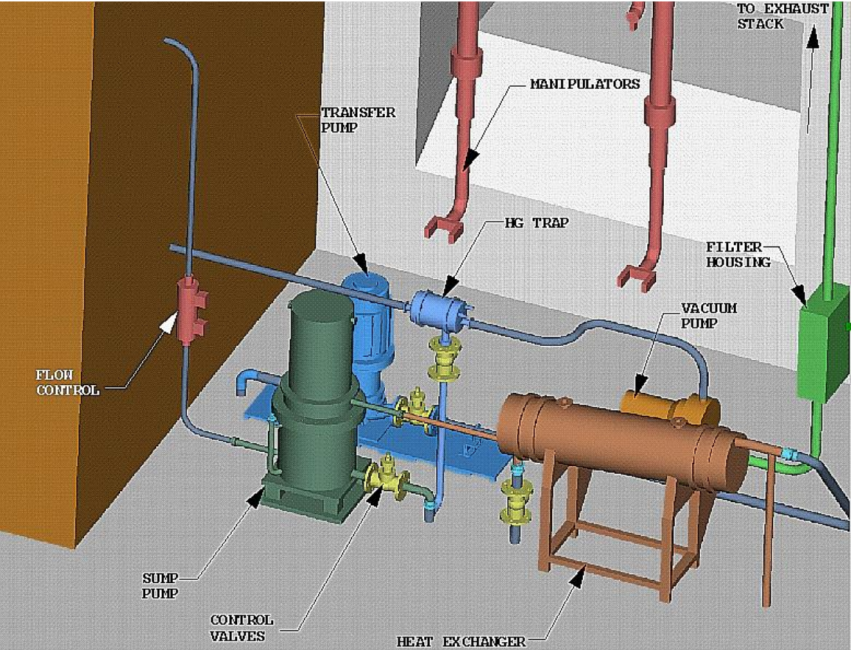 TO EXHAUST
STACK
MANIPULATORS
TRANSFER
PUMP
HG TRAP
FILTER
HOUSING
VACUUM
PUMP
FLOW
CONTROL
SUMP
PUMP
CONTROL
VALVES
HEAT EXCHANGER